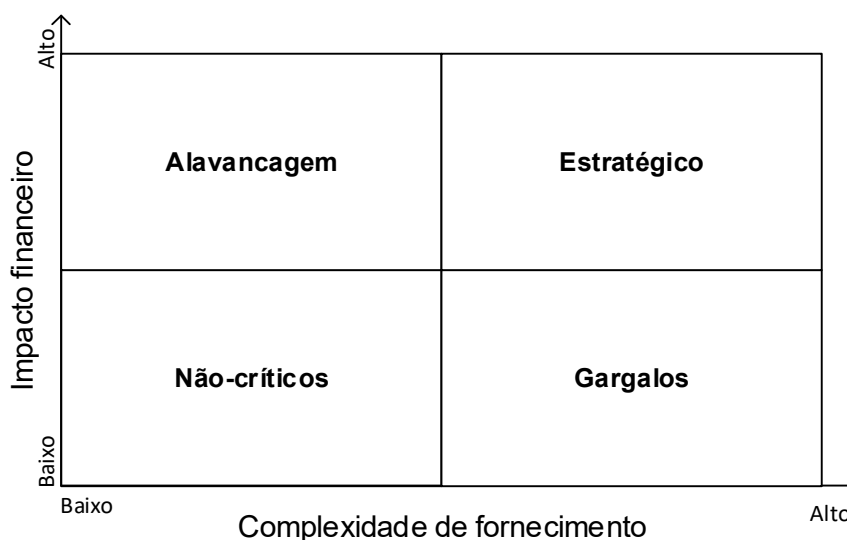 Alto
Impacto financeiro
Alavancagem
Estratégico
Não-críticos
Gargalos
Baixo
Baixo
Alto
Complexidade de fornecimento